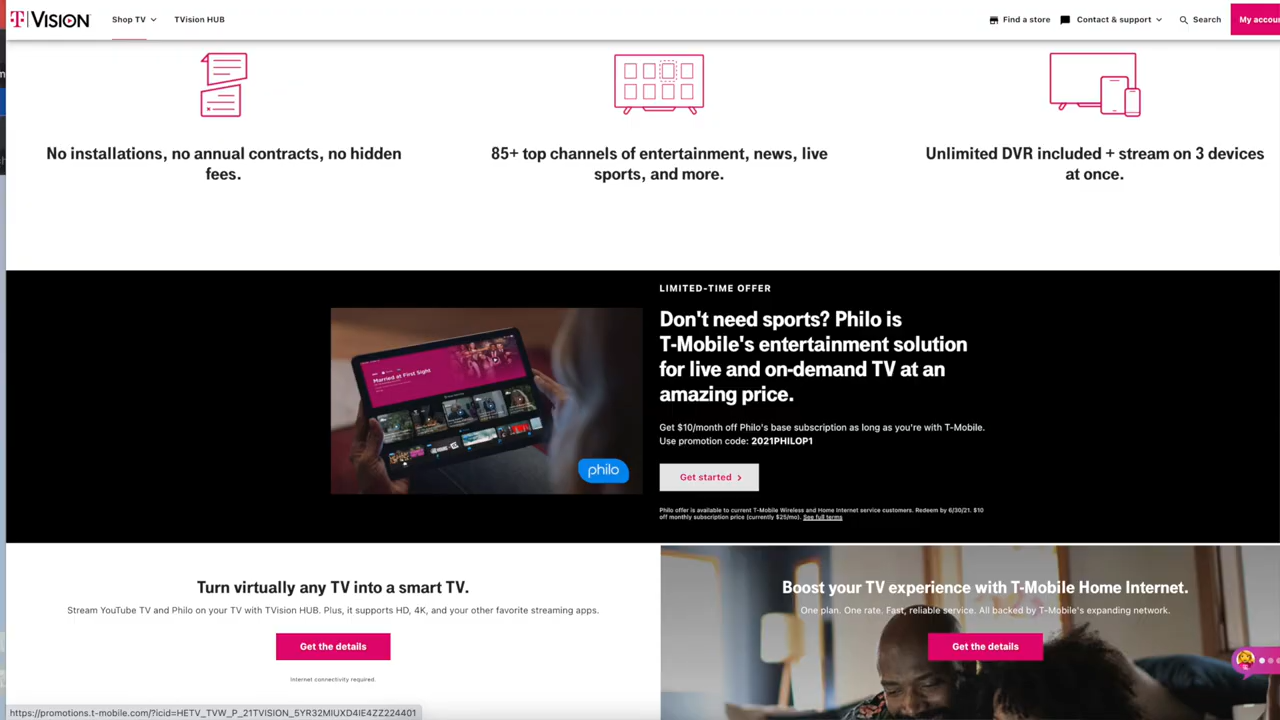 T VISION Shop TV TVision HUB Find a store Contact & support Search My accou
No installations, no annual contracts, no hidden
fees.
85+ top channels of entertainment, news, live
sports, and more.
Unlimited DVR included + stream on 3 devices
at once.
LIMITED-TIME OFFER
Don't need sports? Philo is
T-Mobile's entertainment solution
for live and on-demand TV at an
amazing price.
Get $10/month off Philo's base subscription as long as you're with T-Mobile.
Use promotion code: 2021PHILOP1
Get started
Philo offer is available to current T-Mobile Wireless and Home Internet service customers. Redeem by 6/30/21. $10
off monthly subscription price (currently $25/mo). See full terms
Married at First Sight
philo
Turn virtually any TV into a smart TV.
Stream YouTube TV and Philo on your TV with TVision HUB. Plus, it supports HD, 4K, and your other favorite streaming apps.
Get the details
Internet connectivity required.
Boost your TV experience with T-Mobile Home Internet.
One plan. One rate. Fast, reliable service. All backed by T-Mobile's expanding network.
Get the details
https://promotions.t-mobile.com/?icid=HETV_TVW_P_21TVISION_5YR32MIUXD4IE4ZZ224401